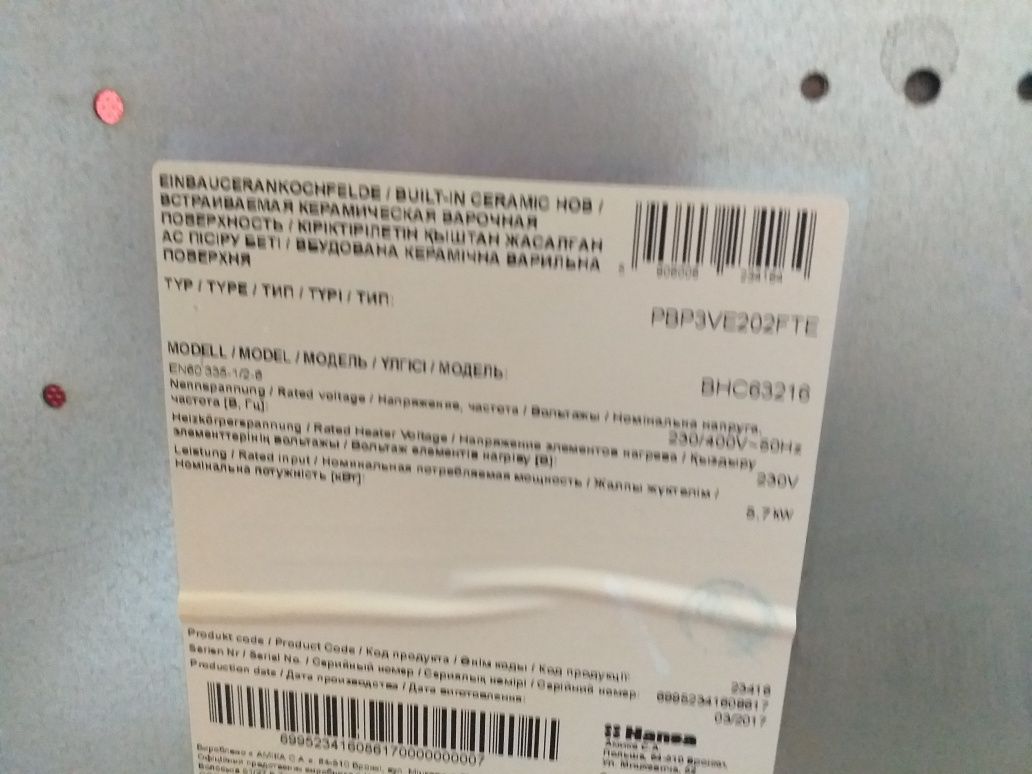 EINBAUCERANKOCHFELDE / BUILT-IN CERAMIC HOB /
ВСТРАИВАЕМАЯ КЕРАМИЧЕСКАЯ ВАРОЧНАЯ
ПОВЕРХНОСТЬ / КІРІКТІРІЛЕТІН ҚЫШТАН ЖАСАЛҒАН
АС ПІСІРУ БЕТІ / ВБУДОВАНА КЕРАМІЧНА ВАРИЛЬНА
ПОВЕРХНЯ
TYP / TYPE / ТИП / ТҮРІ / ТИП:
PBP3VE202FTE
MODELL / MODEL / МОДЕЛЬ / ҮЛГІСІ / МОДЕЛЬ:
BHC63216
EN60 335-1/2-6
Nennspannung / Rated voltage / Напряжение, частота / Вольтажы / Номінальна напруга,
частота [В, Гц]:
230/400V~50Hz
Heizkörperspannung / Rated Heater Voltage / Напряжение элементов нагрева / Қыздыру
элементтерінің вольтажы / Вольтаж елементів нагріву [В]:
230V
Leistung / Rated input / Номинальная потребляемая мощность / Жалпы жүктелім /
Номінальна потужність [кВт]:
kW
Produkt code / Product Code / Код продукта / Өнім коды / Код продукції:
23416
Serien Nr / Serial No. / Серийный номер / Сериялық немірі / Серійний номер:
Production date / Дата производства / Дата виготовлення:
03/2017
699523416086170000000007
Hansa
Аміка С.А.